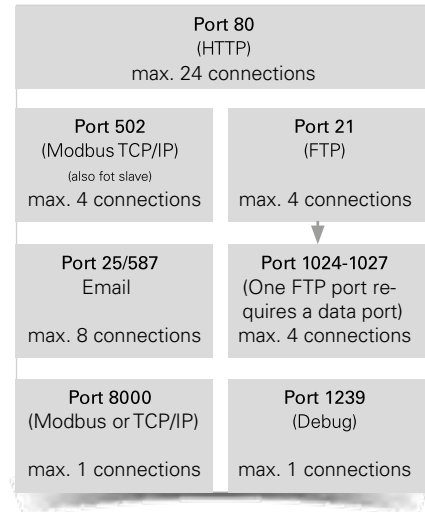 Port 80
(HTTP)
max. 24 connections
Port 502
(Modbus TCP/IP)
(also fot slave)
max. 4 connections
Port 21
(FTP)
max. 4 connections
Port 25/587
Email
max. 8 connections
Port 1024-1027
(One FTP port re-
quires a data port)
max. 4 connections
Port 8000
(Modbus or TCP/IP)
max. 1 connections
Port 1239
(Debug)
max. 1 connections